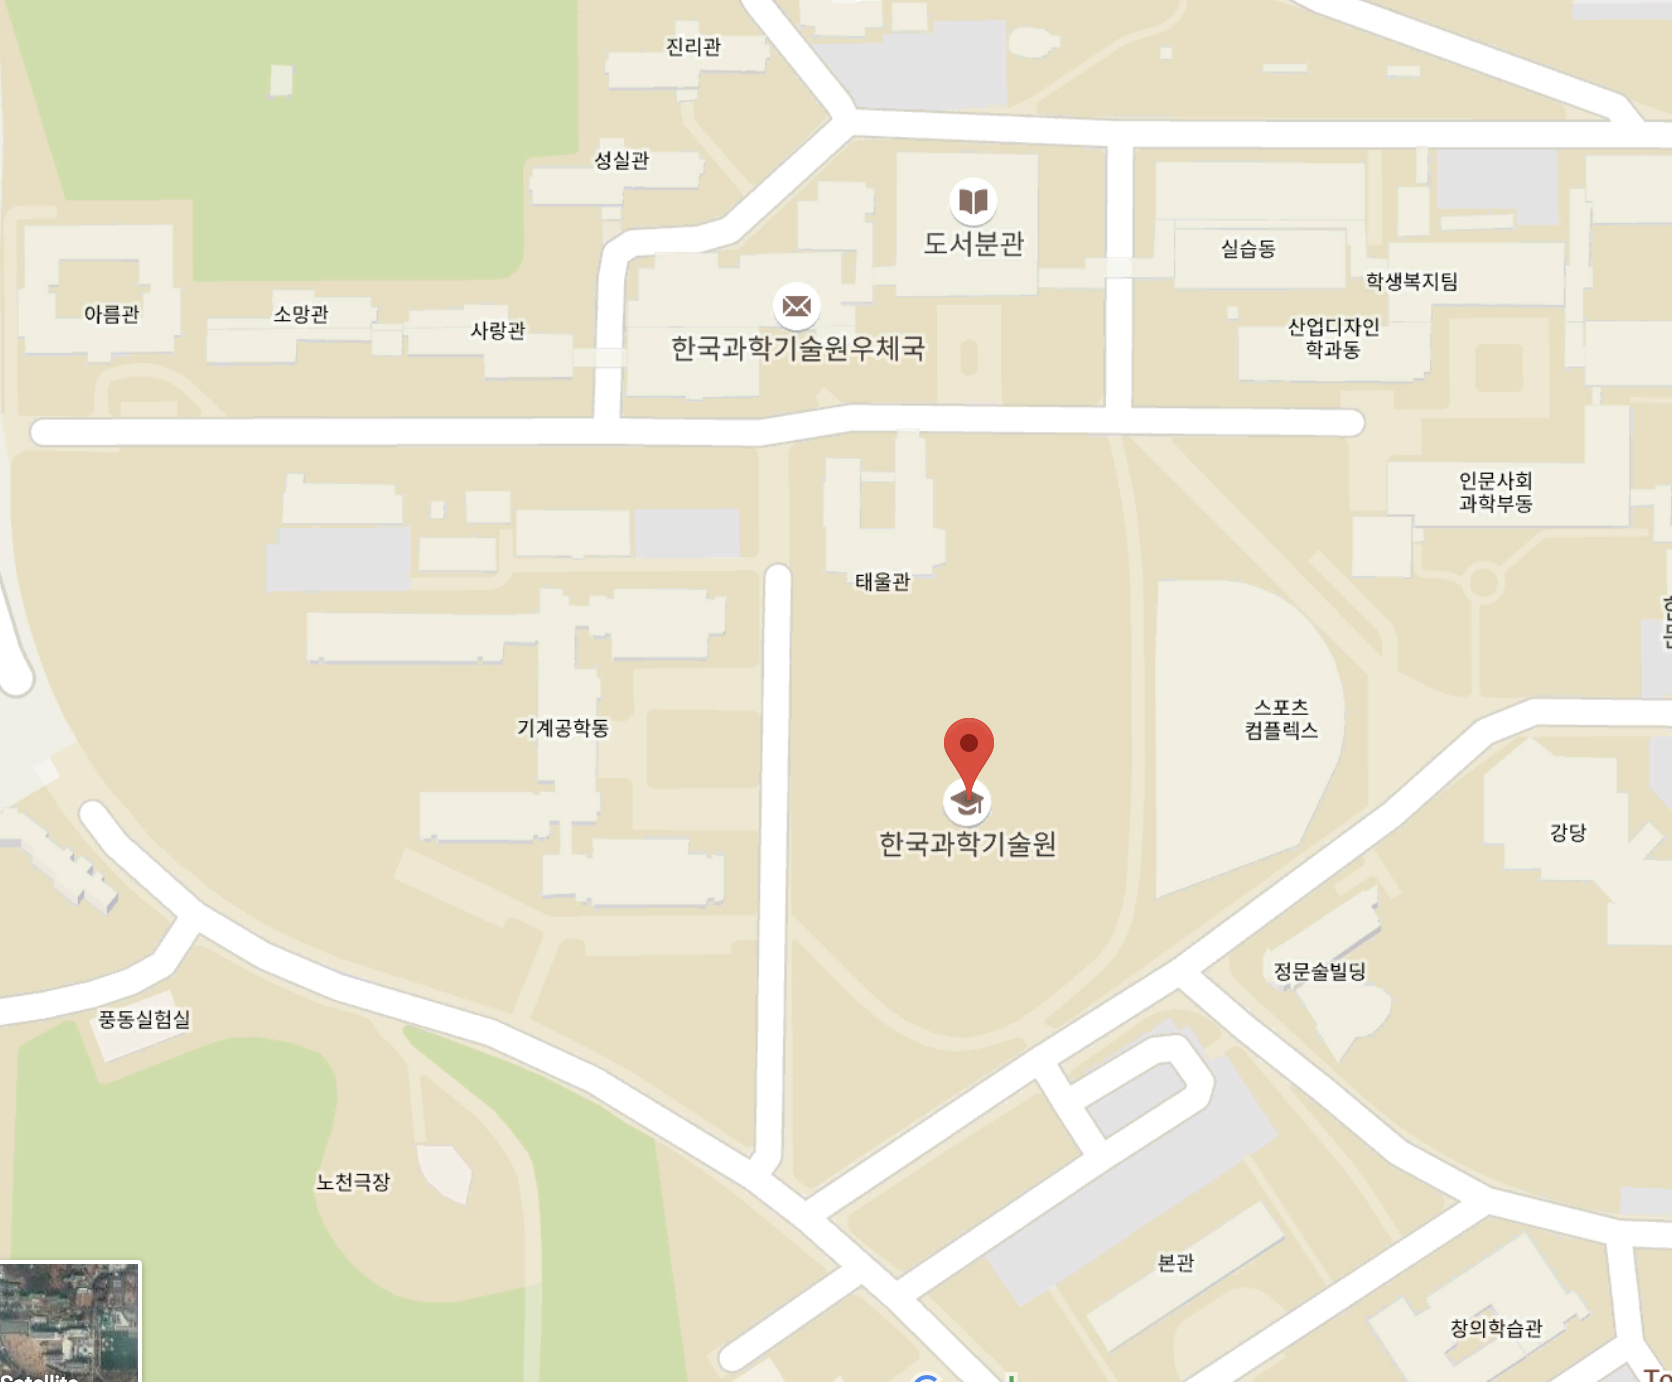 진리관
성실관
도서분관
실습동
학생복지팀
아름관
소망관
사랑관
한국과학기술원우체국
산업디자인
학과동
인문사회
과학부동
태울관
기계공학동
스포츠
컴플렉스
한국과학기술원
강당
정문술빌딩
풍동실험실
노천극장
본관
창의학습관
Satellite